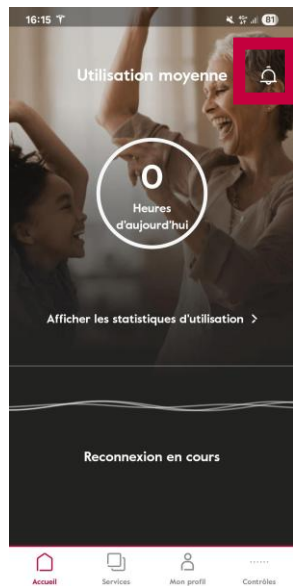 16:15
81
Utilisation moyenne
0
Heures
d'aujourd'hui
Afficher les statistiques d'utilisation >
Reconnexion en cours
Accueil Services Mon profil Contrôles